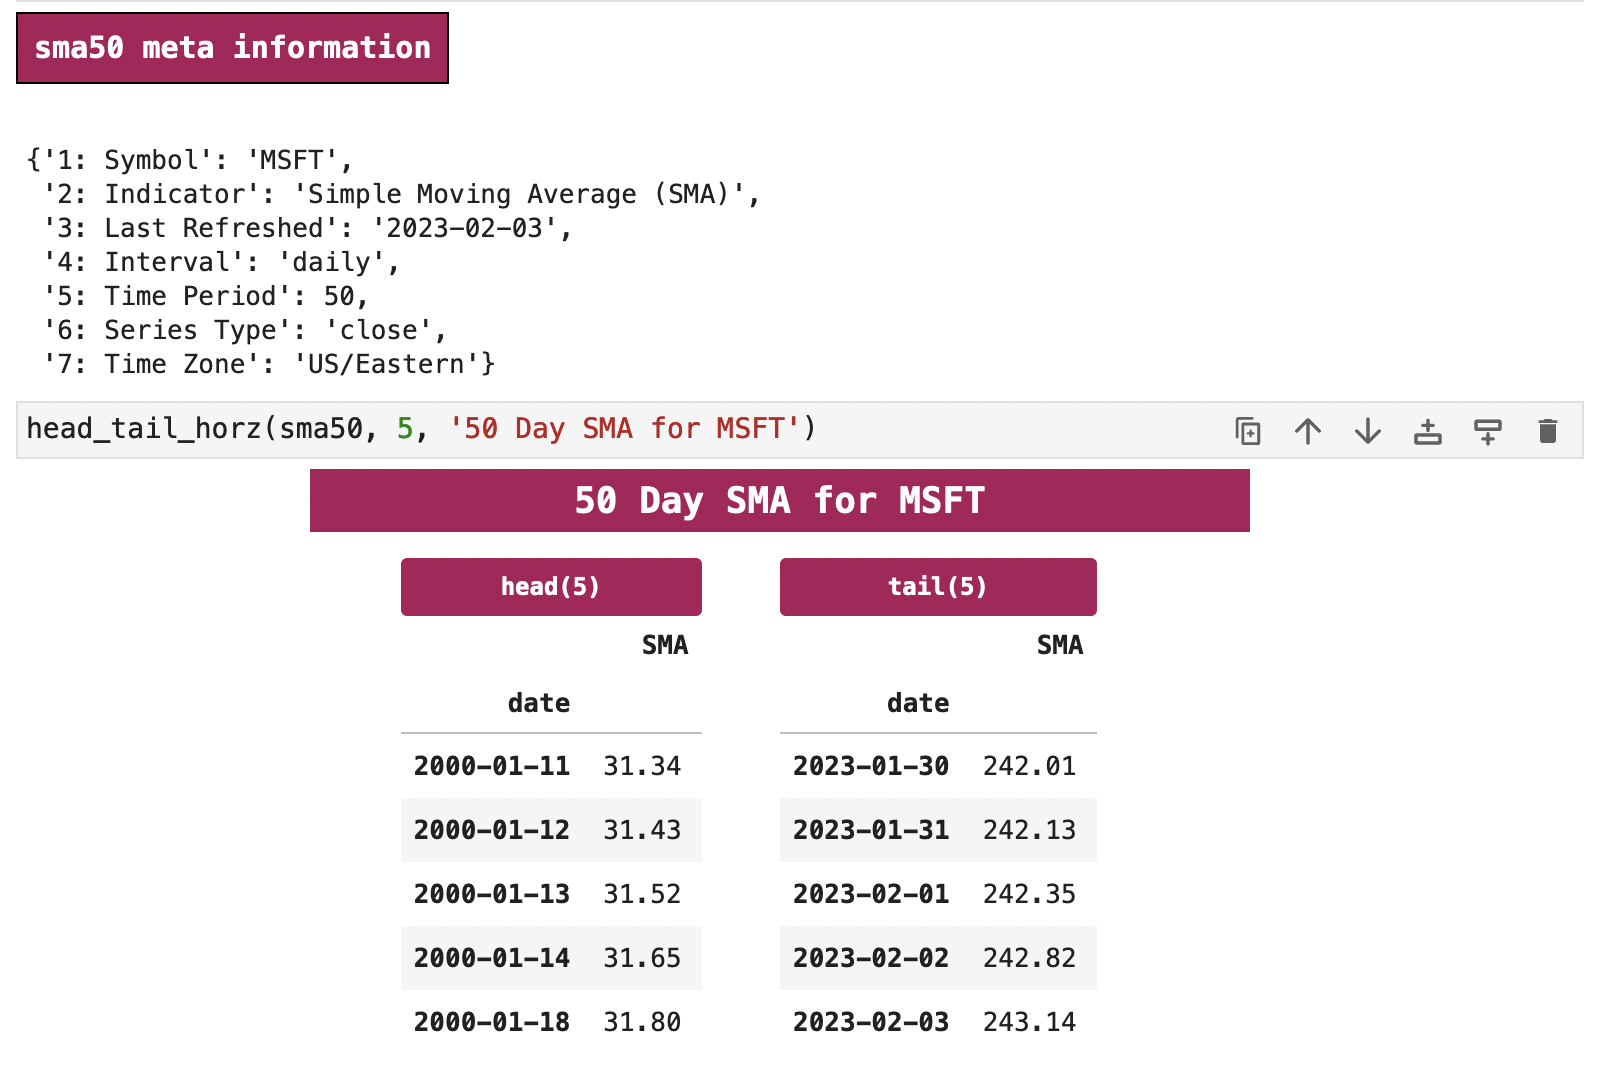 sma50 meta information
{'1: Symbol': 'MSFT',
'2: Indicator': 'Simple Moving Average (SMA)',
'3: Last Refreshed': '2023-02-03',
'4: Interval': 'daily',
'5: Time Period': 50,
'6: Series Type': 'close',
'7: Time Zone': 'US/Eastern'}
head_tail_horz(sma50, 5, '50 Day SMA for MSFT')
50 Day SMA for MSFT
head(5)
SMA
date
2000-01-11 31.34
2000-01-12 31.43
2000-01-13 31.52
2000-01-14 31.65
2000-01-18 31.80
tail(5)
SMA
date
2023-01-30 242.01
2023-01-31 242.13
2023-02-01 242.35
2023-02-02 242.82
2023-02-03 243.14